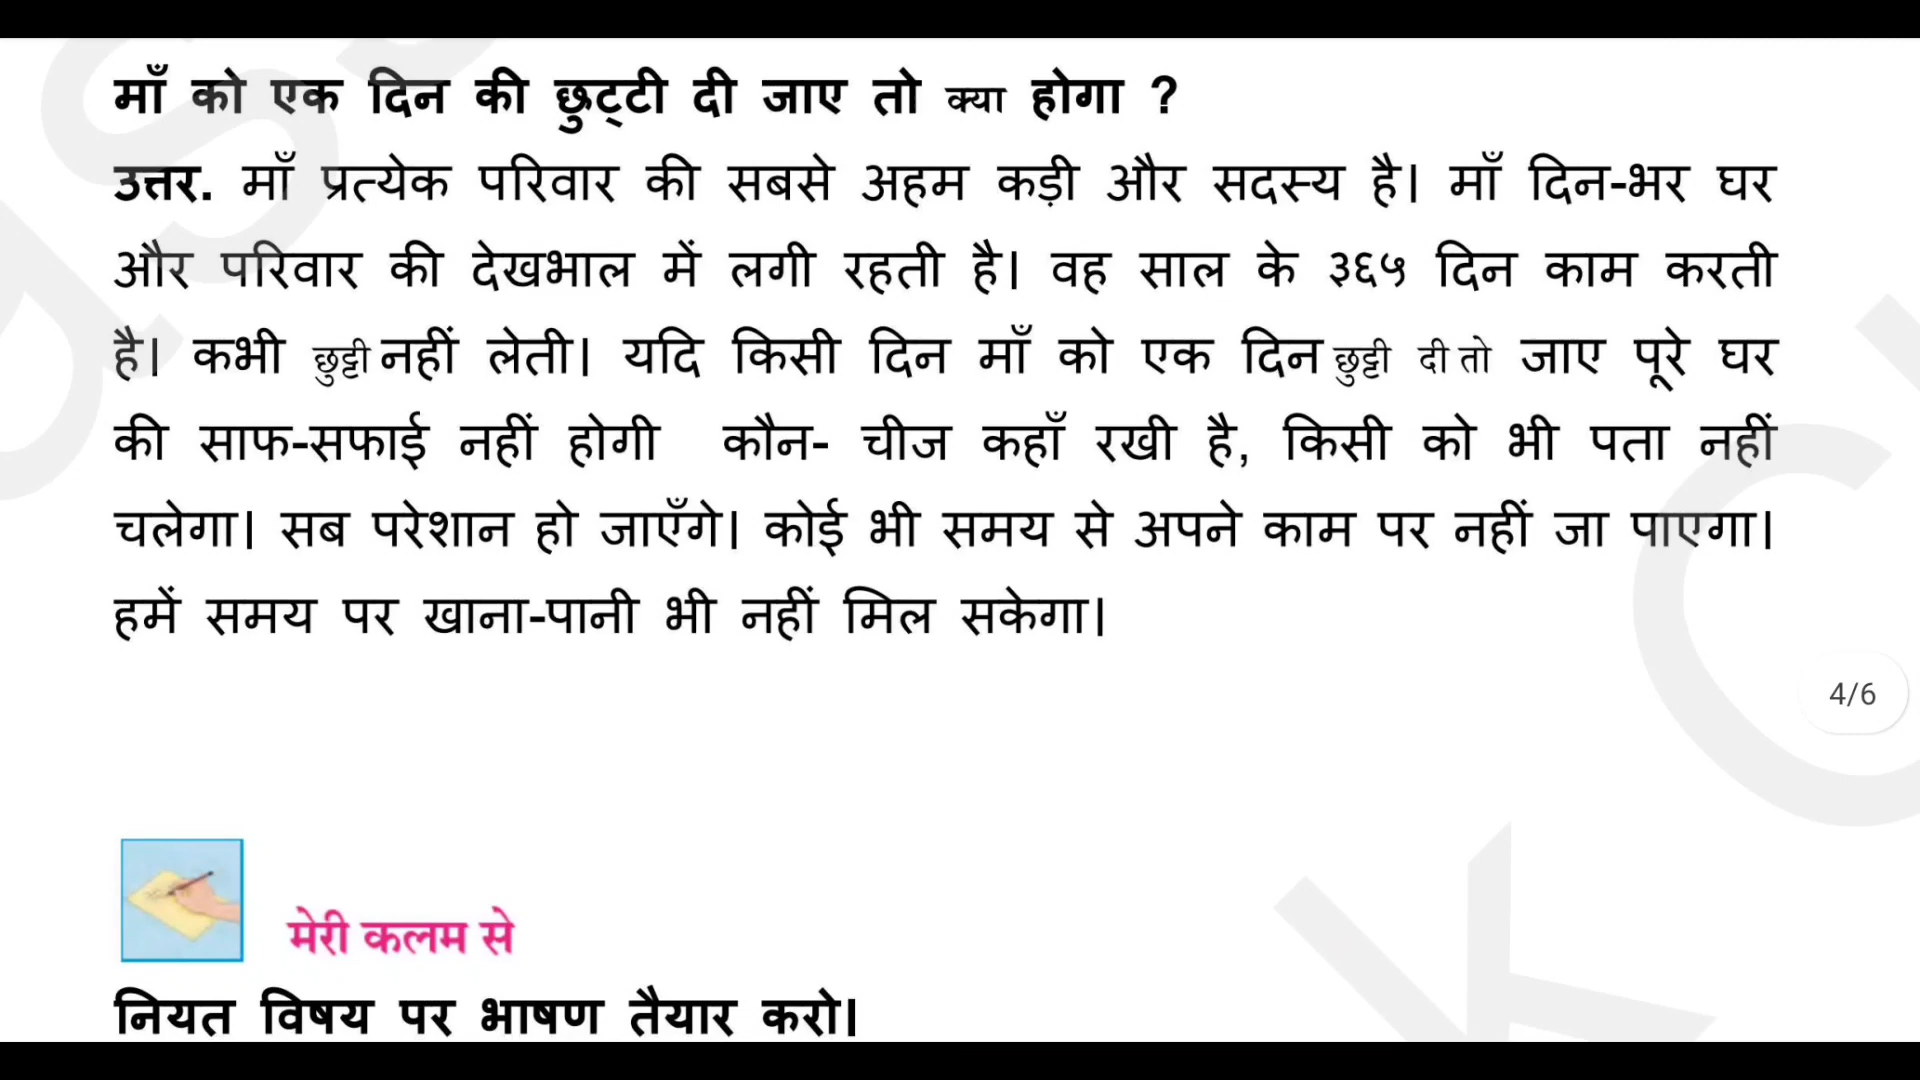 माँ को एक दिन की छुट्टी दी जाए तो क्या होगा ?
उत्तर. माँ प्रत्येक परिवार की सबसे अहम कड़ी और सदस्य है। माँ दिन-भर घर
और परिवार की देखभाल में लगी रहती है। वह साल के ३६५ दिन काम करती
है। कभी छुट्टी नहीं लेती। यदि किसी दिन माँ को एक दिन छुट्टी दी तो जाए पूरे घर
की साफ-सफाई नहीं होगी कौन- चीज कहाँ रखी है, किसी को भी पता नहीं
चलेगा। सब परेशान हो जाएँगे। कोई भी समय से अपने काम पर नहीं जा पाएगा।
हमें समय पर खाना-पानी भी नहीं मिल सकेगा।
4/6
मेरी कलम से
नियत विषय पर भाषण तैयार करो।